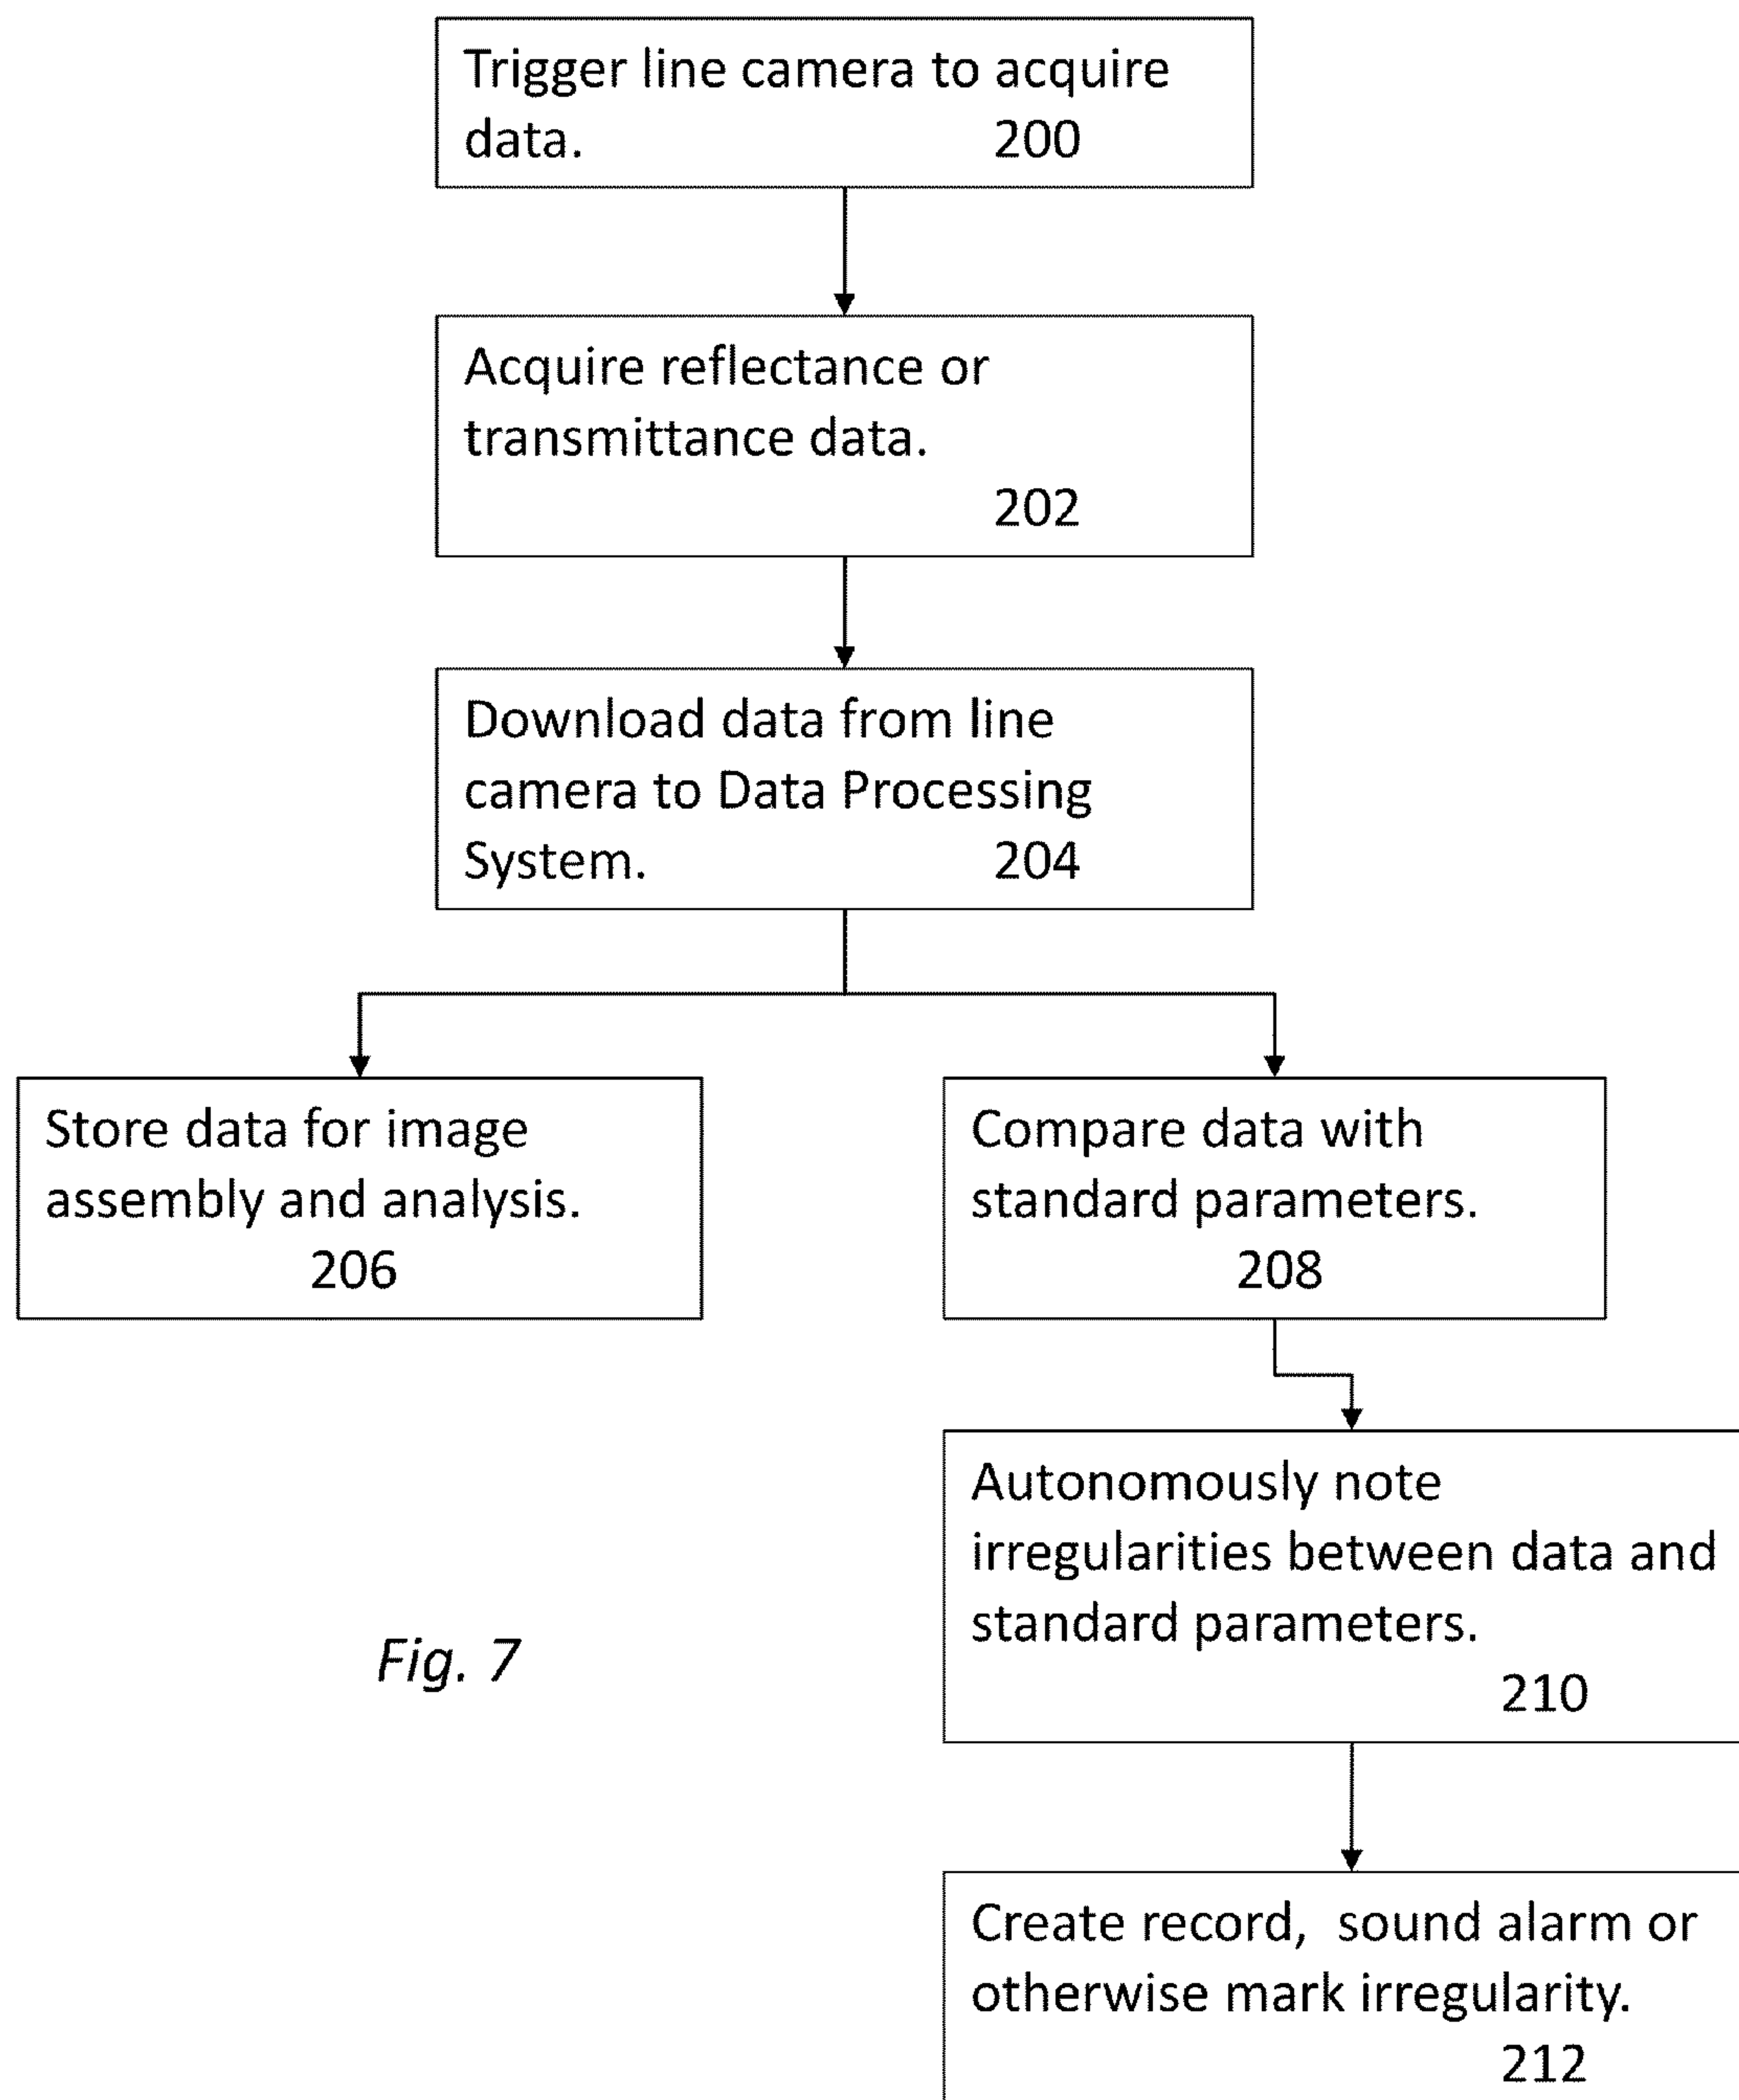 Trigger line camera to acquire
data. 200
Acquire reflectance or
transmittance data.
202
Download data from line
camera to Data Processing
System. 204
Store data for image
assembly and analysis.
206
Compare data with
standard parameters.
208
Autonomously note
irregularities between data and
standard parameters.
210
Create record, sound alarm or
otherwise mark irregularity.
212
Fig. 7